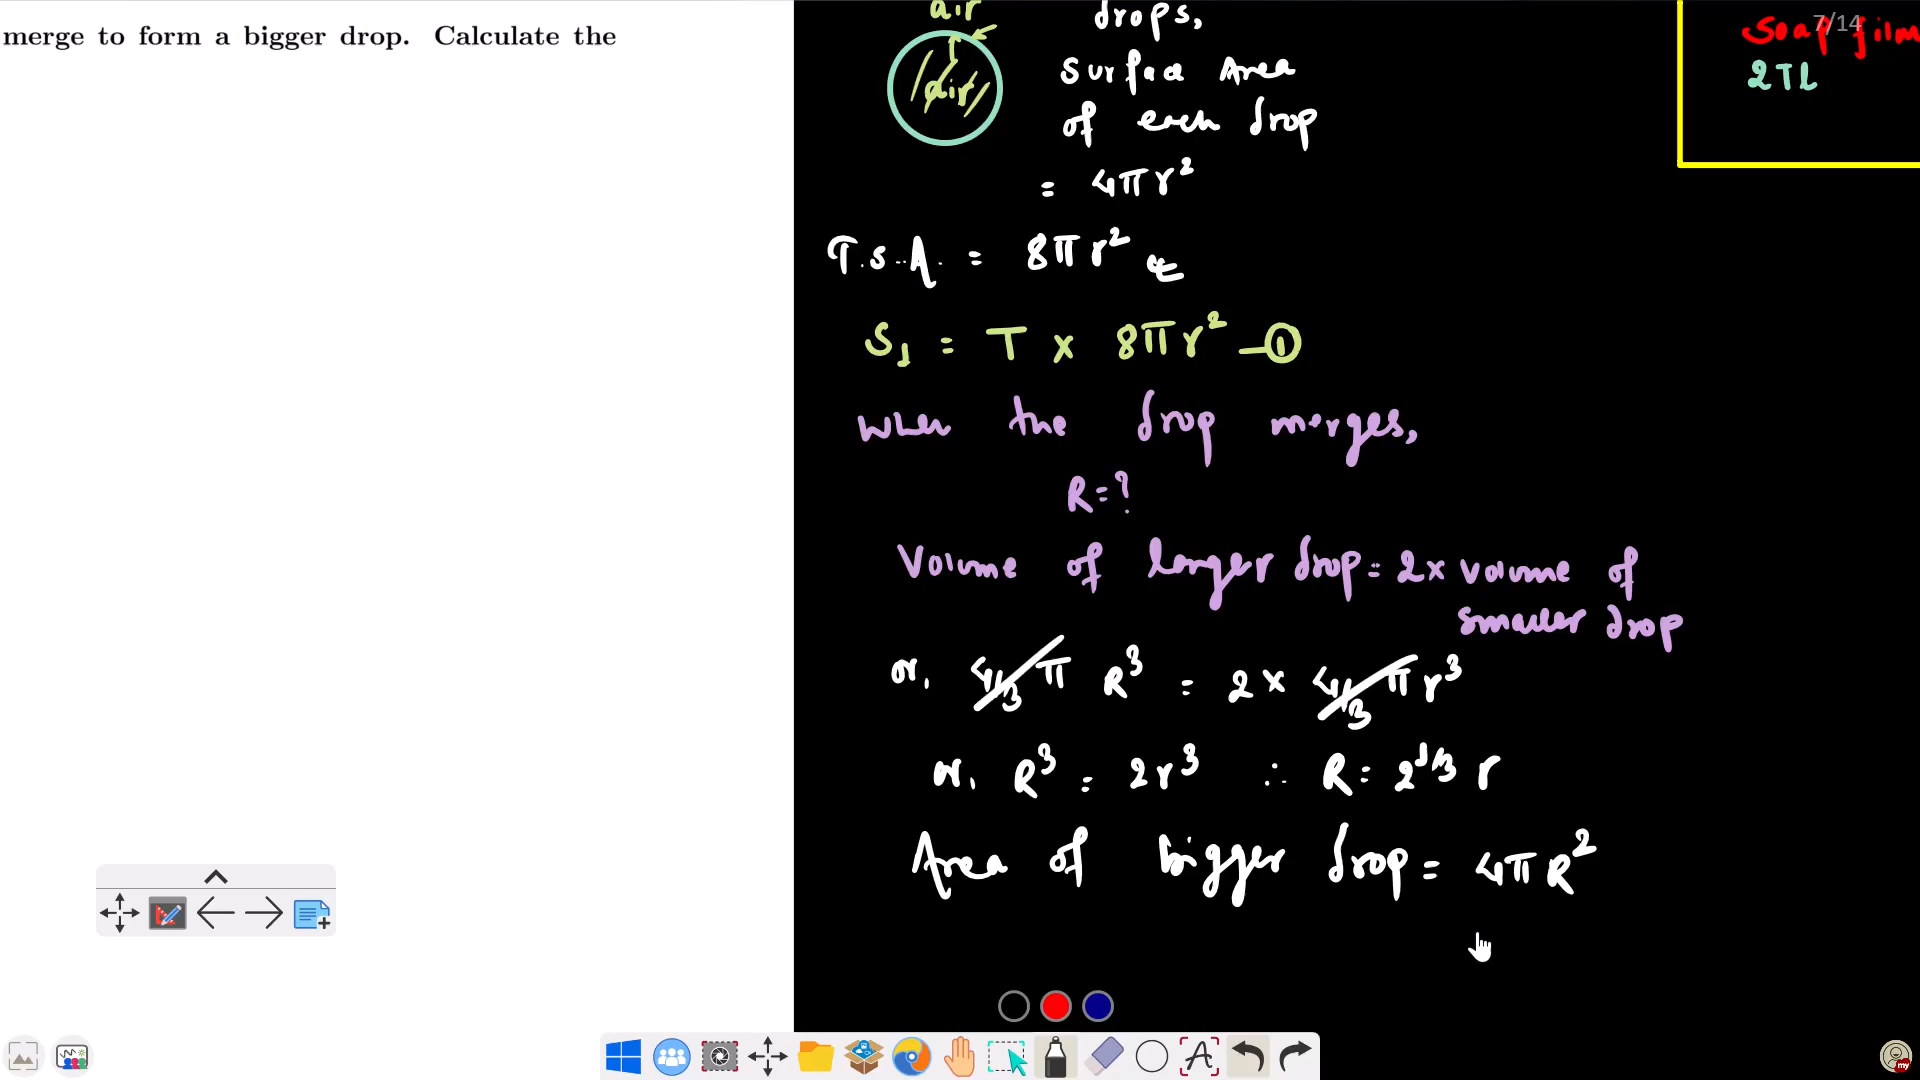 merge to form a bigger drop. Calculate the
air
air
drops,
surface Area
of each drop
= 4πr²
T.S.A. = 8πr²
S₁ = T × 8πr² —①
When the drop merges,
R = ?
Volume of larger drop = 2× volume of
smaller drop
or, 4/3 π R³ = 2× 4/3 π r³
or, R³ = 2r³ ∴ R = 2^1/3 r
Area of bigger drop = 4πR²
7/14
Soap film
2Tl